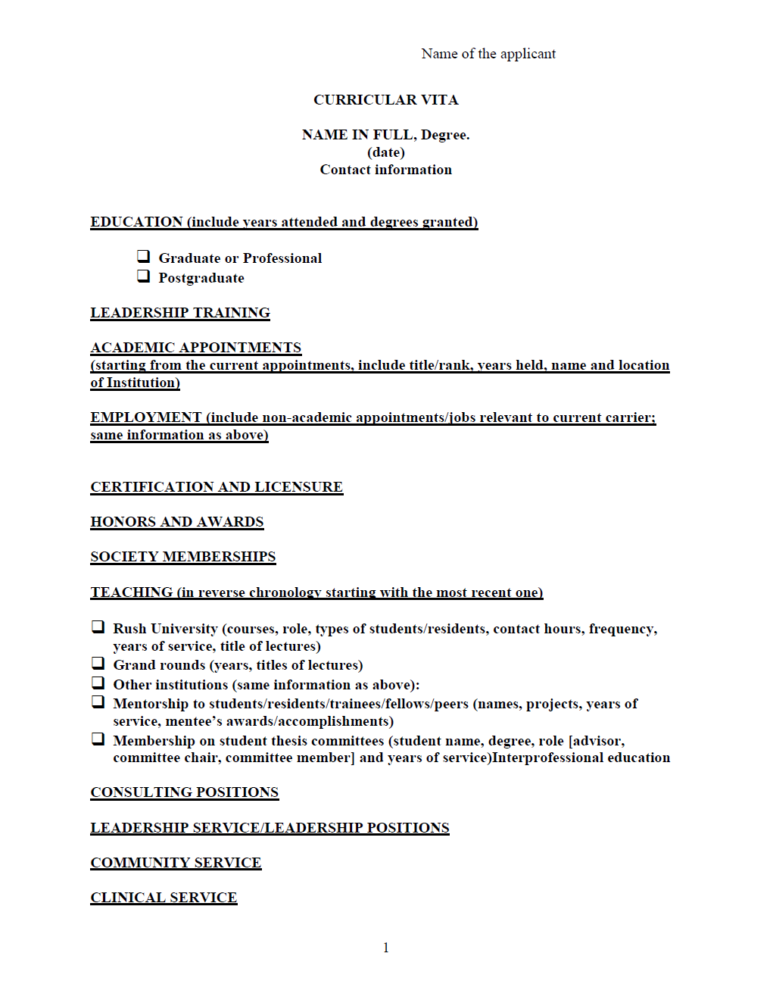 Name of the applicant
CURRICULAR VITA
NAME IN FULL, Degree.
(date)
Contact information
EDUCATION (include years attended and degrees granted)
❑ Graduate or Professional
❑ Postgraduate
LEADERSHIP TRAINING
ACADEMIC APPOINTMENTS
(starting from the current appointments, include title/rank, years held, name and location
of Institution)
EMPLOYMENT (include non-academic appointments/jobs relevant to current carrier;
same information as above)
CERTIFICATION AND LICENSURE
HONORS AND AWARDS
SOCIETY MEMBERSHIPS
TEACHING (in reverse chronology starting with the most recent one)
❑ Rush University (courses, role, types of students/residents, contact hours, frequency,
years of service, title of lectures)
❑ Grand rounds (years, titles of lectures)
❑ Other institutions (same information as above):
❑ Mentorship to students/residents/trainees/fellows/peers (names, projects, years of
service, mentee’s awards/accomplishments)
❑ Membership on student thesis committees (student name, degree, role [advisor,
committee chair, committee member] and years of service)Interprofessional education
CONSULTING POSITIONS
LEADERSHIP SERVICE/LEADERSHIP POSITIONS
COMMUNITY SERVICE
CLINICAL SERVICE
1